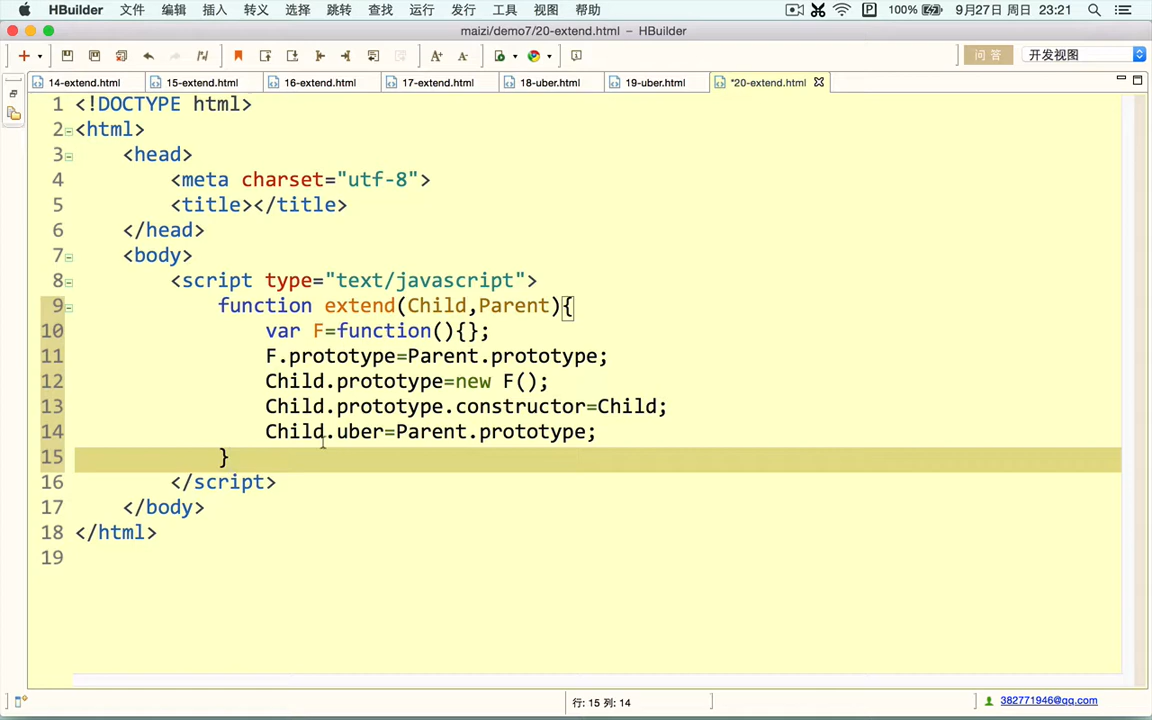 HBuilder 文件 编辑 插入 转义 选择 跳转 查找 运行 发行 工具 视图 帮助 100% 9月27日 周日 23:21
maizi/demo7/20-extend.html – HBuilder
问 答 开发视图
14-extend.html 15-extend.html 16-extend.html 17-extend.html 18-uber.html 19-uber.html *20-extend.html
1 <!DOCTYPE html>
2 <html>
3 <head>
4 <meta charset="utf-8">
5 <title></title>
6 </head>
7 <body>
8 <script type="text/javascript">
9 function extend(Child,Parent){
10 var F=function(){};
11 F.prototype=Parent.prototype;
12 Child.prototype=new F();
13 Child.prototype.constructor=Child;
14 Child.uber=Parent.prototype;
15 }
16 </script>
17 </body>
18 </html>
19
行: 15 列: 14 382771946@qq.com